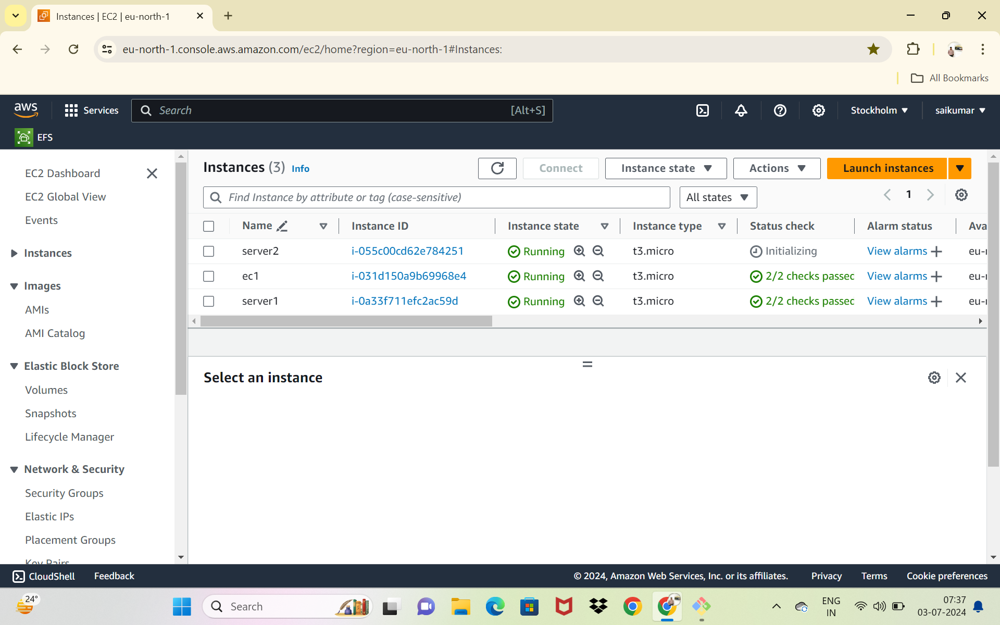 Instances | EC2 | eu-north-1
eu-north-1.console.aws.amazon.com/ec2/home?region=eu-north-1#Instances:
All Bookmarks
aws Services Search [Alt+S] Stockholm saikumar
EFS
EC2 Dashboard
EC2 Global View
Events
Instances
Images
AMIs
AMI Catalog
Elastic Block Store
Volumes
Snapshots
Lifecycle Manager
Network & Security
Security Groups
Elastic IPs
Placement Groups
Key Pairs
Instances (3) Info Connect Instance state Actions Launch instances
Find Instance by attribute or tag (case-sensitive) All states 1
Name Instance ID Instance state Instance type Status check Alarm status Ava
server2 i-055c00cd62e784251 Running t3.micro Initializing View alarms eu-
ec1 i-031d150a9b69968e4 Running t3.micro 2/2 checks passed View alarms eu-
server1 i-0a33f711efc2ac59d Running t3.micro 2/2 checks passed View alarms eu-
Select an instance
CloudShell Feedback © 2024, Amazon Web Services, Inc. or its affiliates. Privacy Terms Cookie preferences
24° Search ENG 07:37
IN 03-07-2024